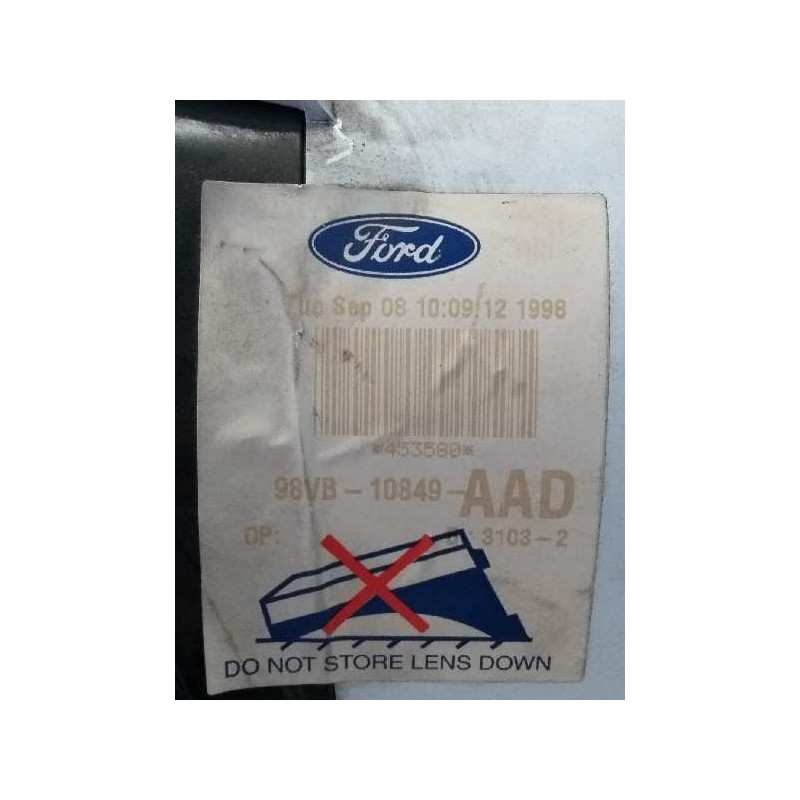 Ford
Tue Sep 08 10:09:12 1998
*453580*
98VB-10849-AAD
OP: 3103-2
DO NOT STORE LENS DOWN